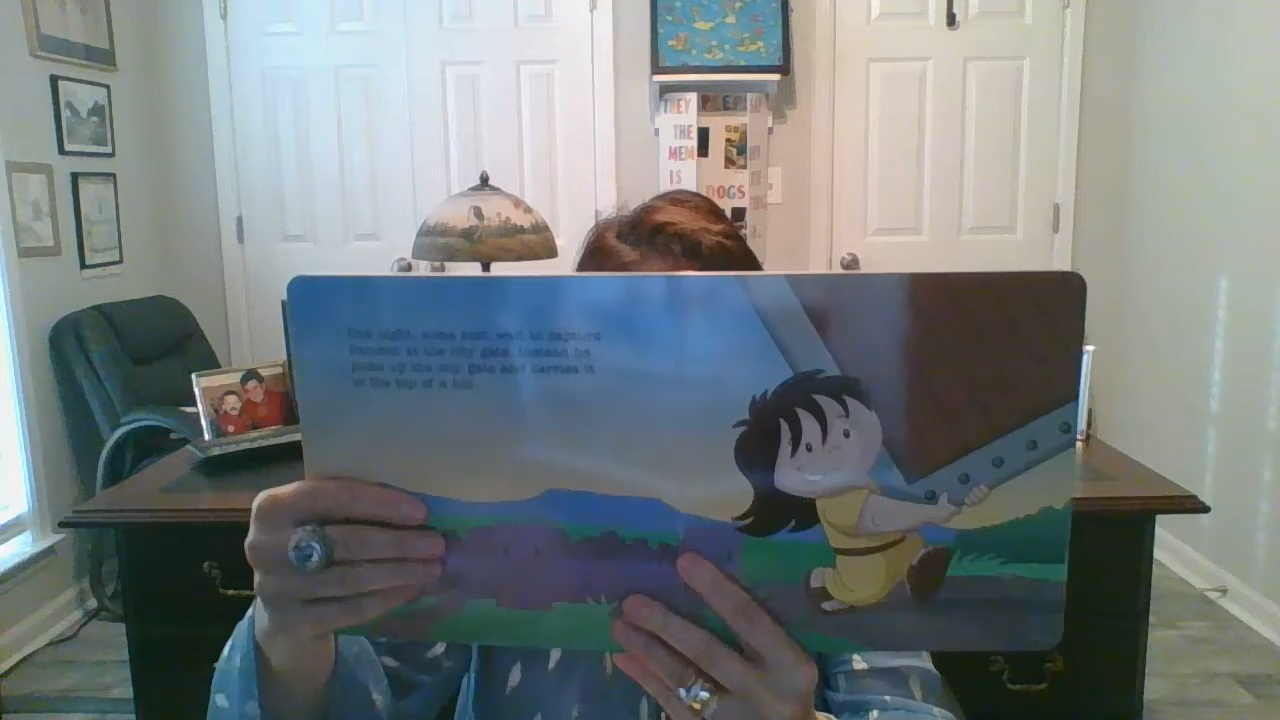 THEY
THE
MEM
IS
DOGS
One night, some men wait to capture
Samson at the city gate. Instead he
picks up the city gate and carries it
to the top of a hill.